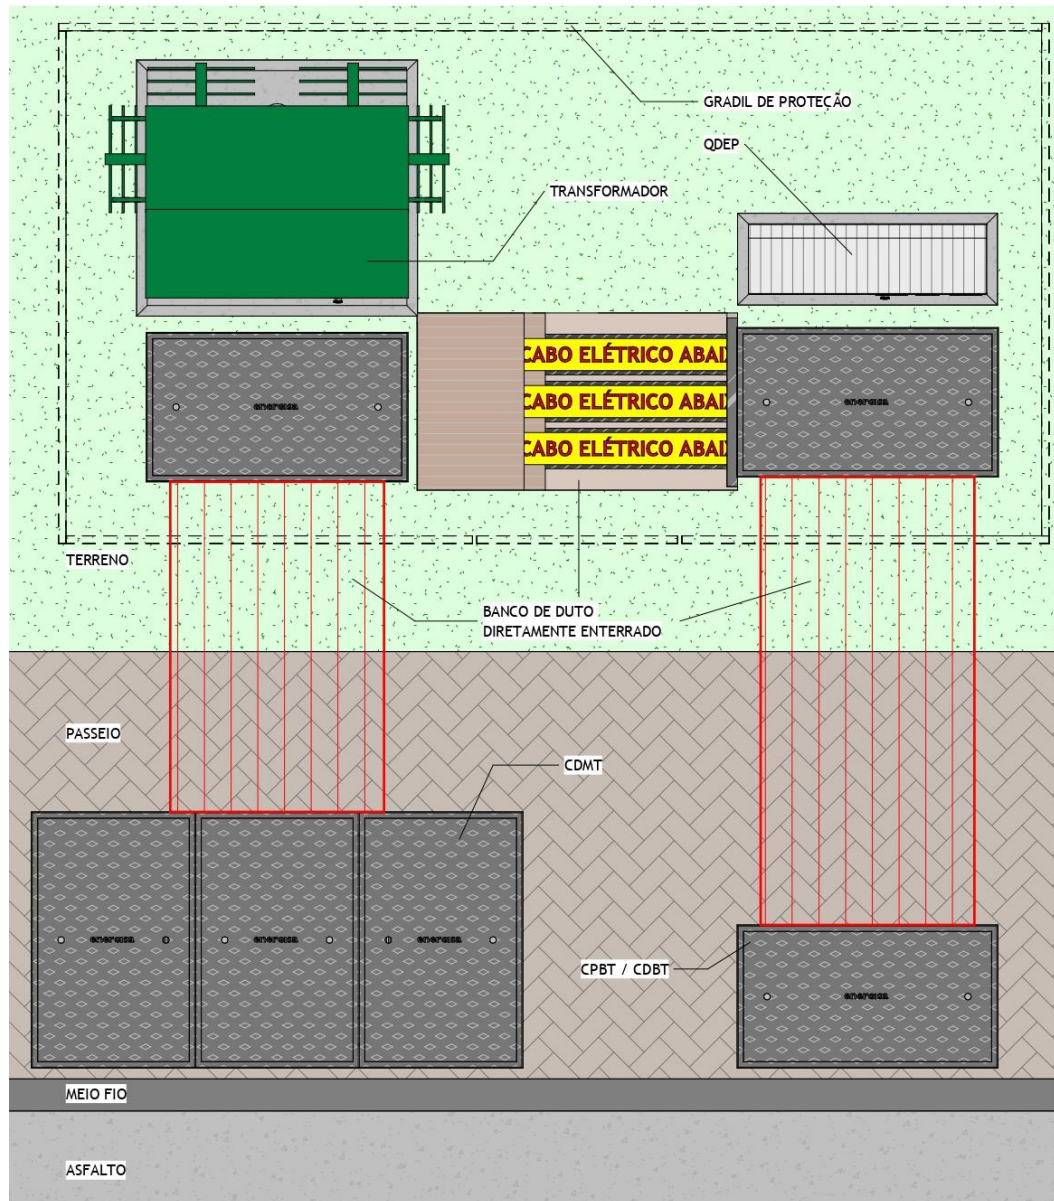 GRADIL DE PROTEÇÃO
QDEP
TRANSFORMADOR
CABO ELÉTRICO ABAI
CABO ELÉTRICO ABAI
CABO ELÉTRICO ABAI
energisa
energisa
TERRENO
BANCO DE DUTO
DIRETAMENTE ENTERRADO
PASSEIO
CDMT
energisa
energisa
energisa
CPBT / CDBT
energisa
MEIO FIO
ASFALTO